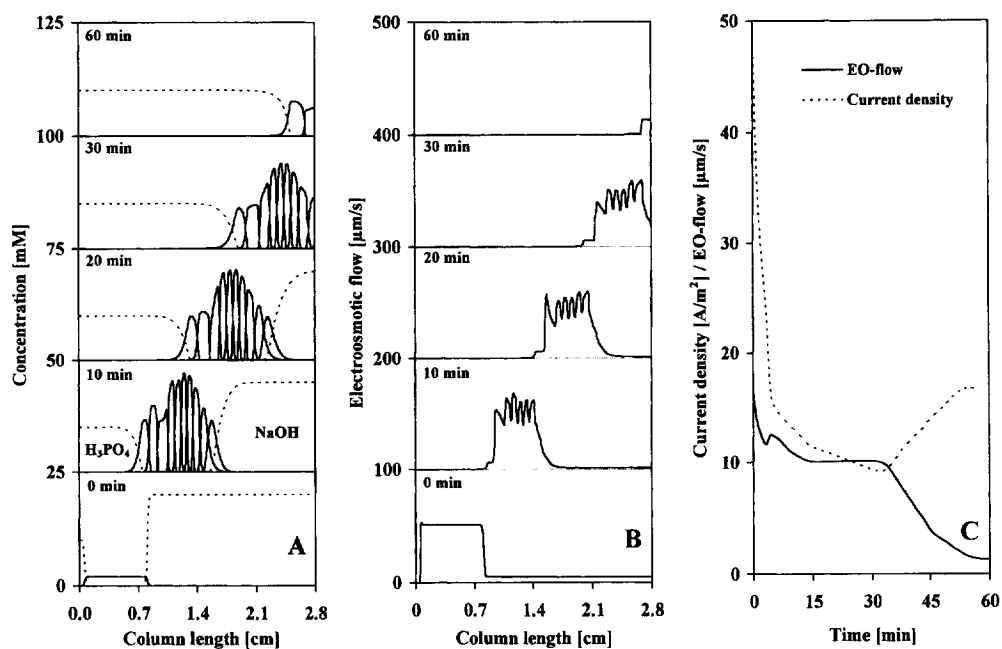 Concentration [mM]
125
100
75
50
25
0
60 min
30 min
20 min
10 min
H₃PO₄
NaOH
0 min
A
0.0 0.7 1.4 2.1 2.8
Column length [cm]
Electroosmotic flow [μm/s]
500
400
300
200
100
0
60 min
30 min
20 min
10 min
0 min
B
0.0 0.7 1.4 2.1 2.8
Column length [cm]
Current density [A/m²] / EO-flow [μm/s]
50
40
30
20
10
0
EO-flow
Current density
C
0 15 30 45 60
Time [min]